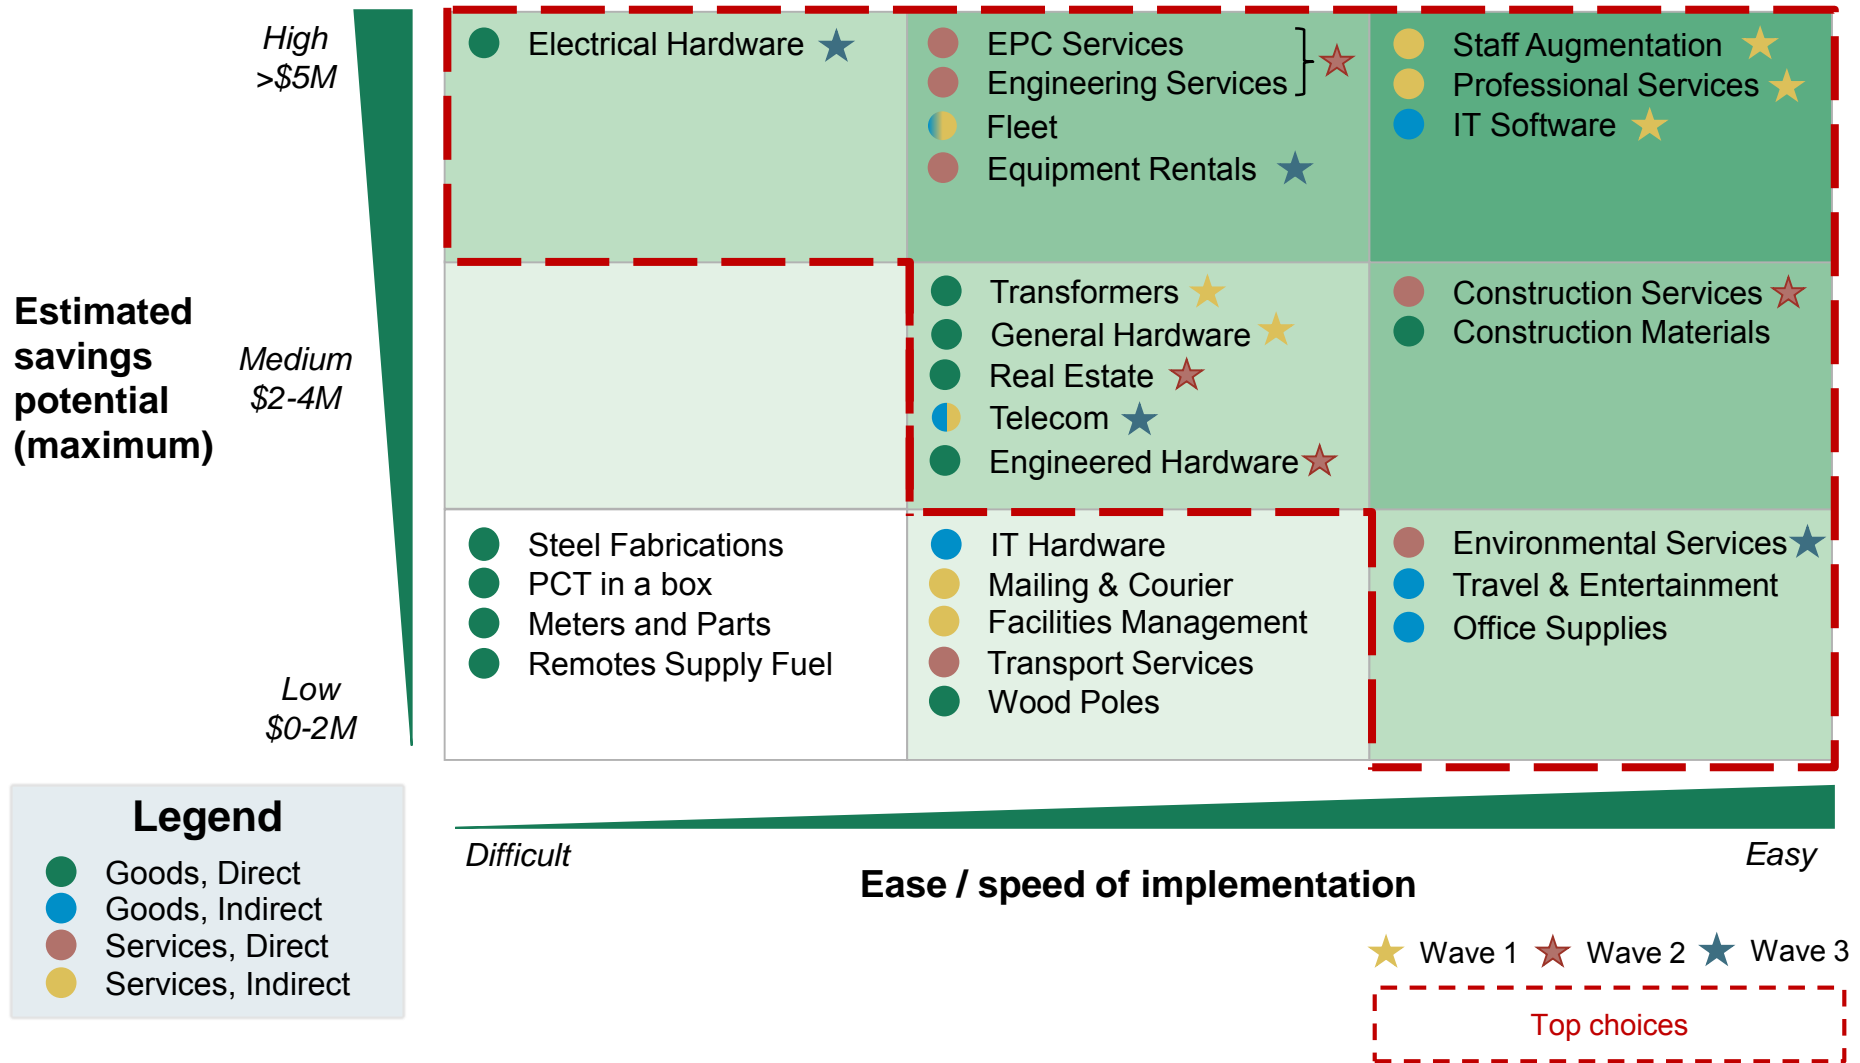 High
>$5M
Electrical Hardware
EPC Services
Engineering Services
Fleet
Equipment Rentals
Staff Augmentation
Professional Services
IT Software
Estimated
savings
potential
(maximum)
Medium
$2-4M
Transformers
General Hardware
Real Estate
Telecom
Engineered Hardware
Construction Services
Construction Materials
Low
$0-2M
Steel Fabrications
PCT in a box
Meters and Parts
Remotes Supply Fuel
IT Hardware
Mailing & Courier
Facilities Management
Transport Services
Wood Poles
Environmental Services
Travel & Entertainment
Office Supplies
Difficult
Easy
Ease / speed of implementation
Legend
Goods, Direct
Goods, Indirect
Services, Direct
Services, Indirect
Wave 1
Wave 2
Wave 3
Top choices